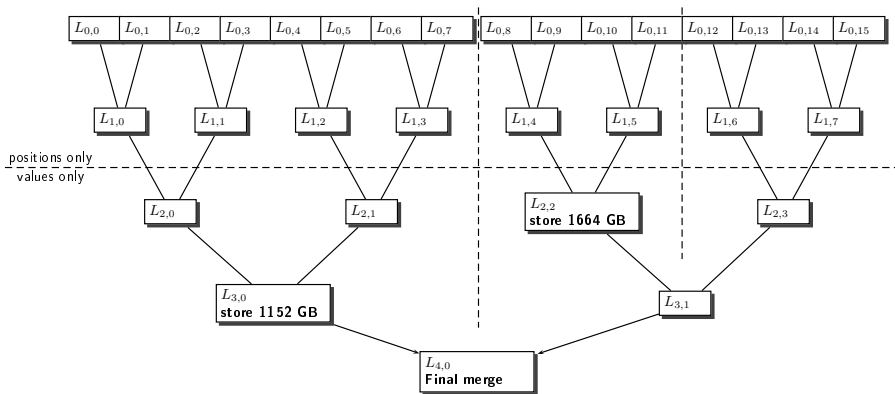 L0,0 L0,1 L0,2 L0,3 L0,4 L0,5 L0,6 L0,7 L0,8 L0,9 L0,10 L0,11 L0,12 L0,13 L0,14 L0,15
L1,0 L1,1 L1,2 L1,3 L1,4 L1,5 L1,6 L1,7
positions only
values only
L2,0 L2,1 L2,2 L2,3
store 1664 GB
L3,0 L3,1
store 1152 GB
L4,0
Final merge